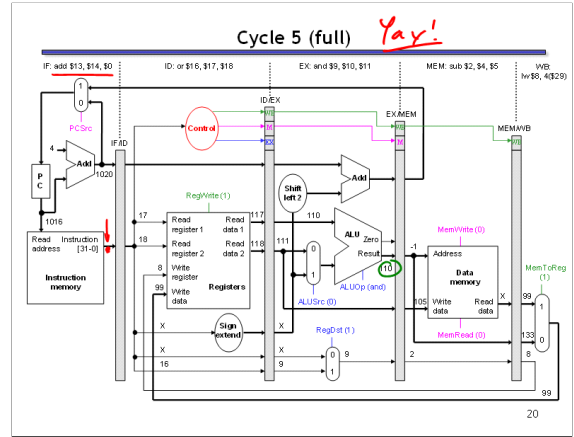 Cycle 5 (full) Yay!
IF: add $13, $14, $0 ID: or $16, $17, $18 EX: and $9, $10, $11 MEM: sub $2, $4, $5 WB: lw $8, 4($29)
1
0
PCSrc
Control
ID/EX
WB
M
EX
EX/MEM
WB
M
MEM/WB
WB
IF/ID
4
Add
1020
P
C
Add
Shift
left 2
RegWrite (1)
1016
Read
address
Instruction
[31-0]
Instruction
memory
17
18
8
99
Read
register 1
Read
register 2
Write
register
Write
data
Read
data 1
Read
data 2
Registers
117
118
110
111
0
1
ALUSrc (0)
ALU
Zero
Result
110
ALUOp (and)
-1
105
MemWrite (0)
Address
Data
memory
Write
data
Read
data
MemRead (0)
X
99
133
MemToReg
(1)
1
0
X
Sign
extend
X
X
16
X
9
RegDst (1)
0
1
9
2
8
99
20